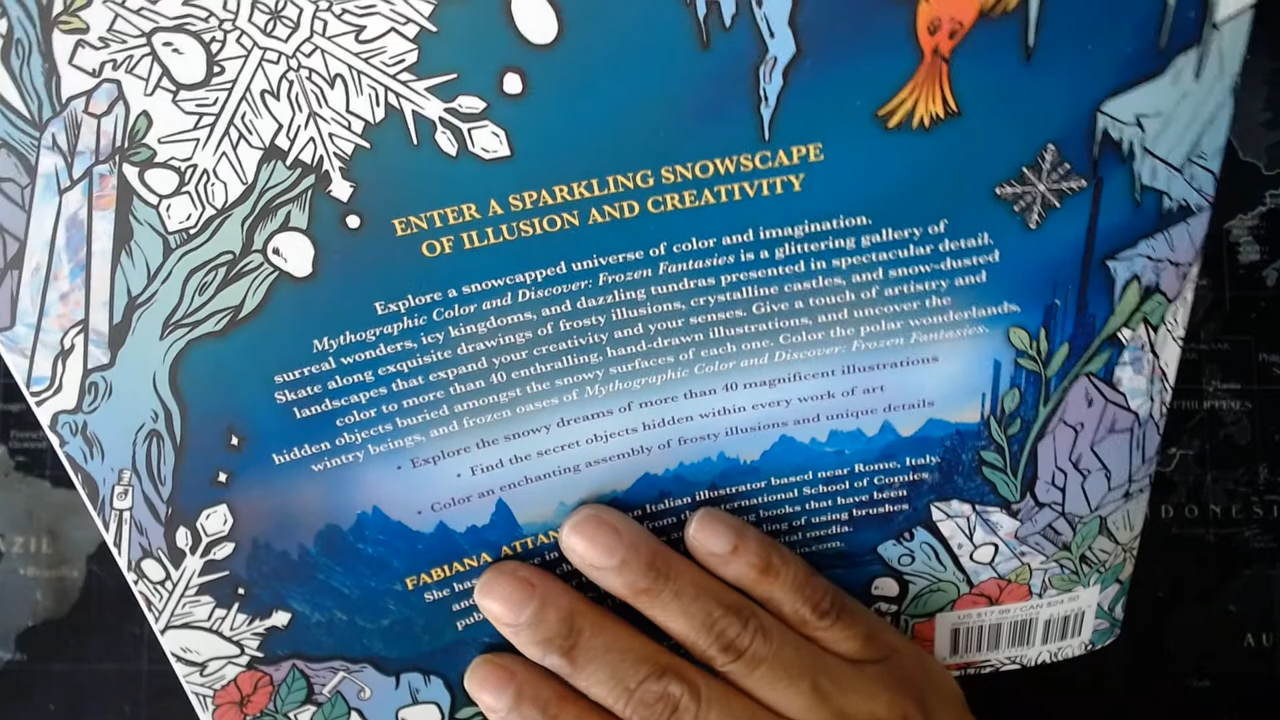 ENTER A SPARKLING SNOWSCAPE
OF ILLUSION AND CREATIVITY
Explore a snowcapped universe of color and imagination.
Mythographic Color and Discover: Frozen Fantasies is a glittering gallery of
surreal wonders, icy kingdoms, and dazzling tundras presented in spectacular detail.
Skate along exquisite drawings of frosty illusions, crystalline castles, and snow-dusted
landscapes that expand your creativity and your senses. Give a touch of artistry and
color to more than 40 enthralling, hand-drawn illustrations, and uncover the
hidden objects buried amongst the snowy surfaces of each one. Color the polar wonderlands,
wintry beings, and frozen oases of Mythographic Color and Discover: Frozen Fantasies.
• Explore the snowy dreams of more than 40 magnificent illustrations
• Find the secret objects hidden within every work of art
• Color an enchanting assembly of frosty illusions and unique details
FABIANA ATTAN an Italian illustrator based near Rome, Italy.
She has from the International School of Comics
and books that have been
of using brushes
media.
US $17.99 / CAN $24.50
PHILIPPINES
DONESI
AZIL
AU